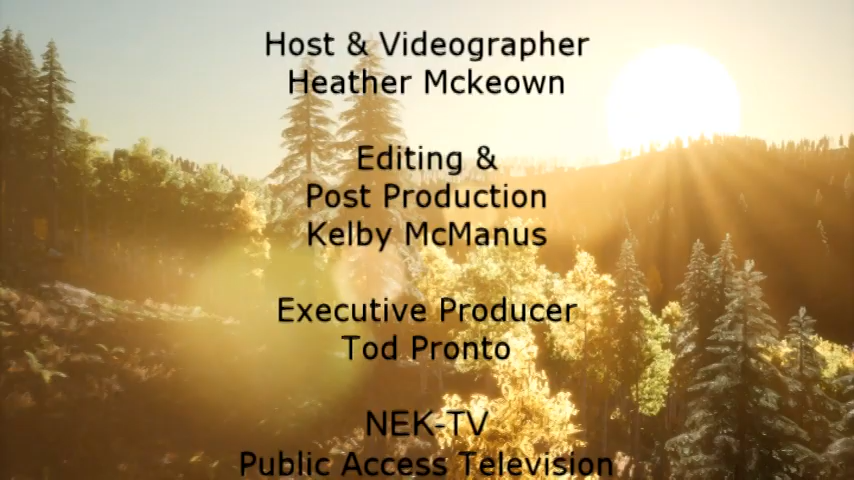 Host & Videographer
Heather Mckeown
Editing &
Post Production
Kelby McManus
Executive Producer
Tod Pronto
NEK-TV
Public Access Television